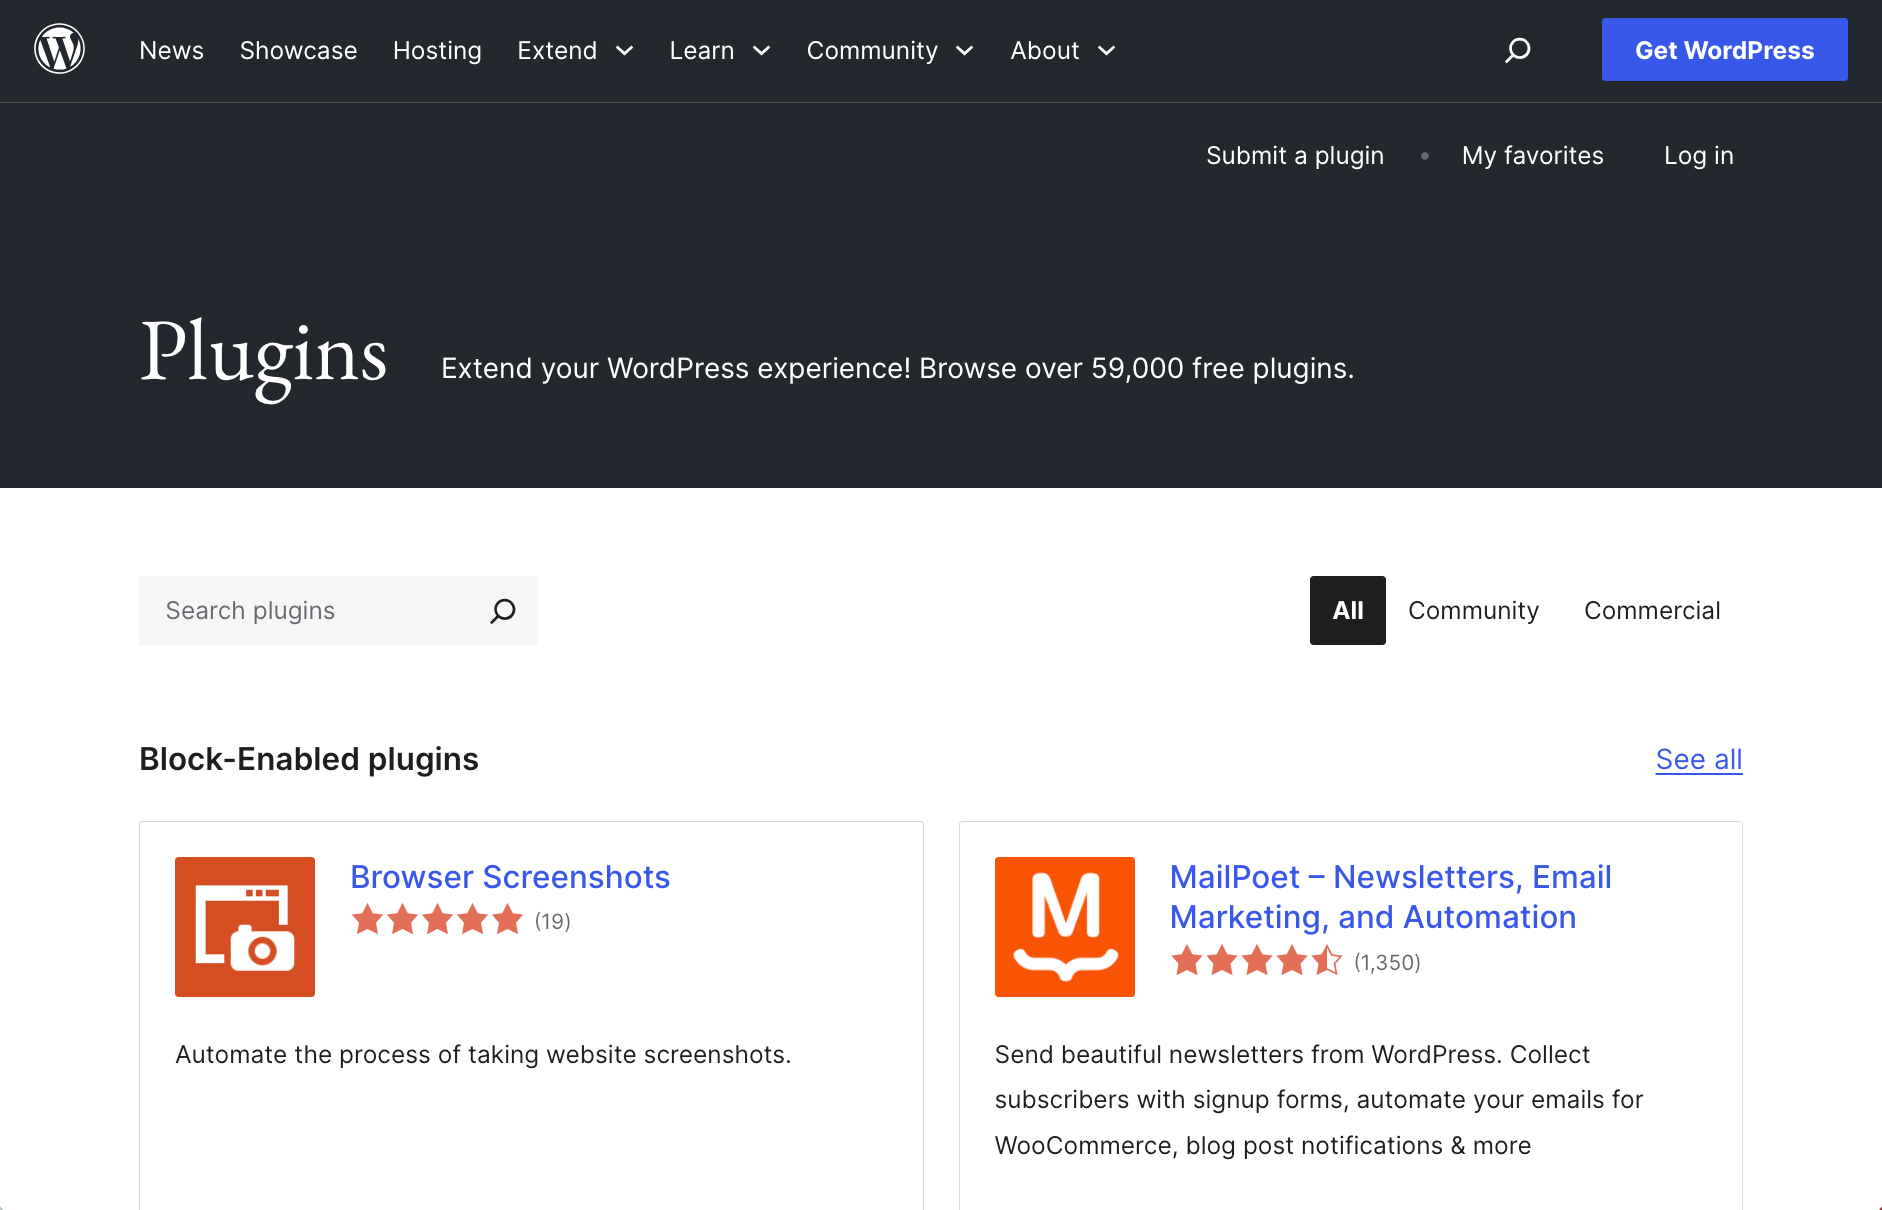 News Showcase Hosting Extend Learn Community About Get WordPress
Submit a plugin • My favorites Log in
Plugins Extend your WordPress experience! Browse over 59,000 free plugins.
Search plugins All Community Commercial
Block-Enabled plugins See all
Browser Screenshots
(19)
Automate the process of taking website screenshots.
MailPoet – Newsletters, Email
Marketing, and Automation
(1,350)
Send beautiful newsletters from WordPress. Collect
subscribers with signup forms, automate your emails for
WooCommerce, blog post notifications & more